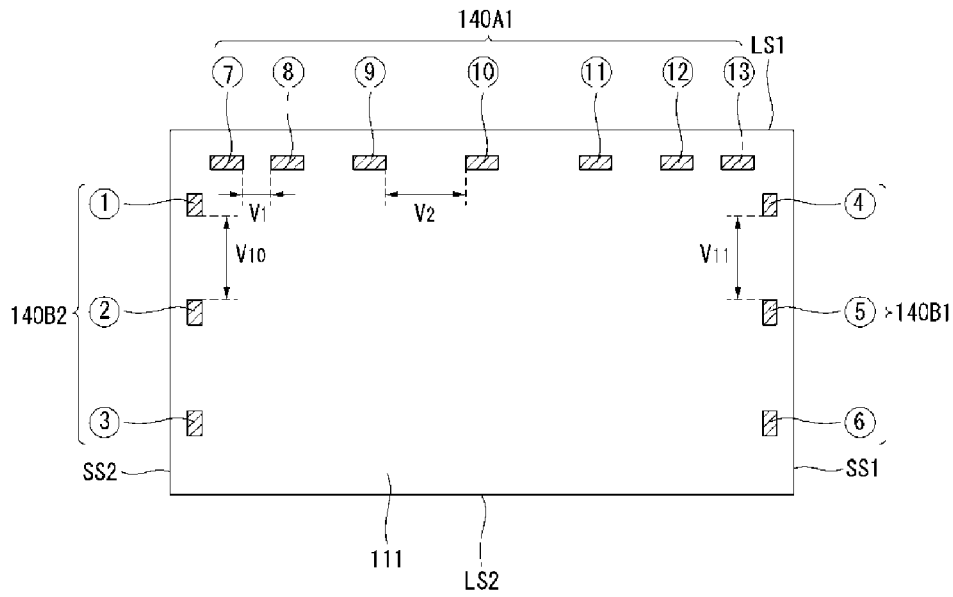 140A1
LS1
⑦ ⑧ ⑨ ⑩ ⑪ ⑫ ⑬
① V1 V2 ④
V10 V11
140B2 ② ⑤ 140B1
③ ⑥
SS2 SS1
111
LS2